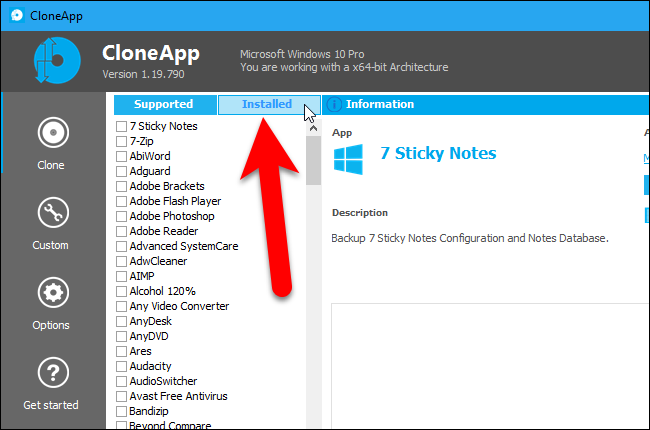 CloneApp
CloneApp
Version 1.19.790
Microsoft Windows 10 Pro
You are working with a x64-bit Architecture
Clone
Custom
Options
Get started
Supported
Installed
7 Sticky Notes
7-Zip
AbiWord
Adguard
Adobe Brackets
Adobe Flash Player
Adobe Photoshop
Adobe Reader
Advanced SystemCare
AdwCleaner
AIMP
Alcohol 120%
Any Video Converter
AnyDesk
AnyDVD
Ares
Audacity
AudioSwitcher
Avast Free Antivirus
Bandizip
Beyond Compare
Information
App
7 Sticky Notes
Description
Backup 7 Sticky Notes Configuration and Notes Database.